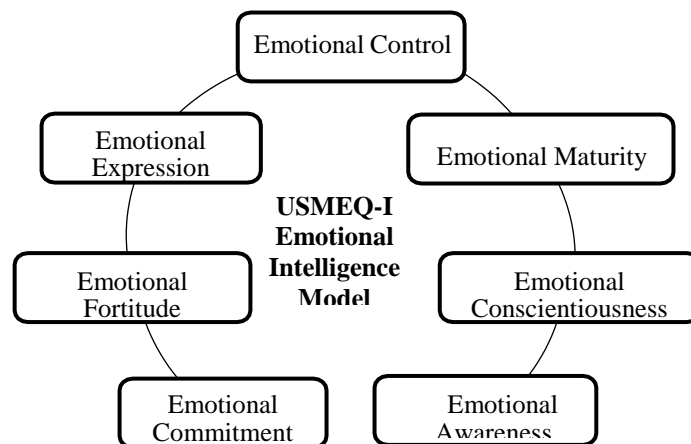 Emotional Control
Emotional
Expression
Emotional Maturity
USMEQ-I
Emotional
Intelligence
Model
Emotional
Fortitude
Emotional
Conscientiousness
Emotional
Commitment
Emotional
Awareness